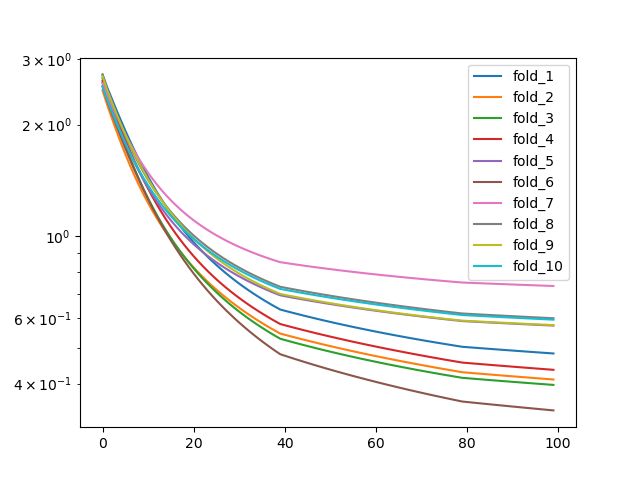 3 × 10⁰
2 × 10⁰
10⁰
6 × 10⁻¹
4 × 10⁻¹
0
20
40
60
80
100
fold_1
fold_2
fold_3
fold_4
fold_5
fold_6
fold_7
fold_8
fold_9
fold_10